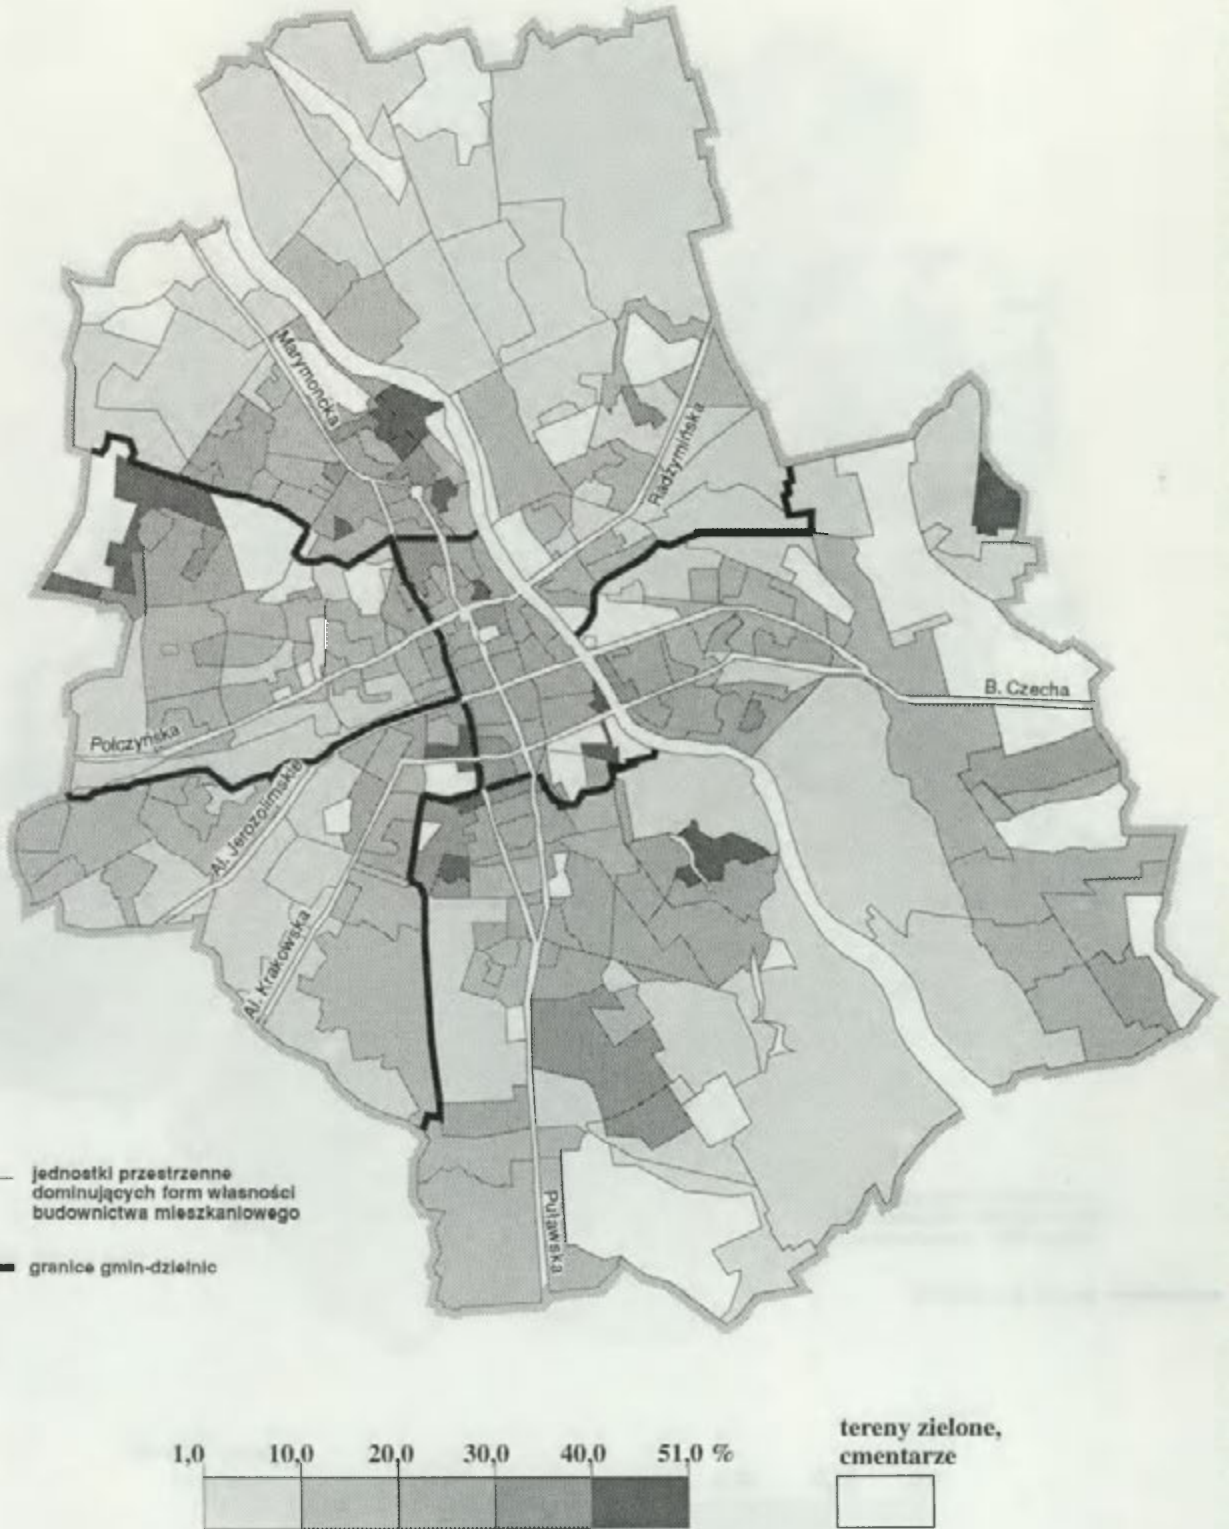 Marymoncka
Radzymińska
B. Czecha
Połczyńska
Al. Jerozolimskie
Al. Krakowska
Puławska
jednostki przestrzenne
dominujących form własności
budownictwa mieszkaniowego
granice gmin-dzielnic
1,0 10,0 20,0 30,0 40,0 51,0 %
tereny zielone,
cmentarze